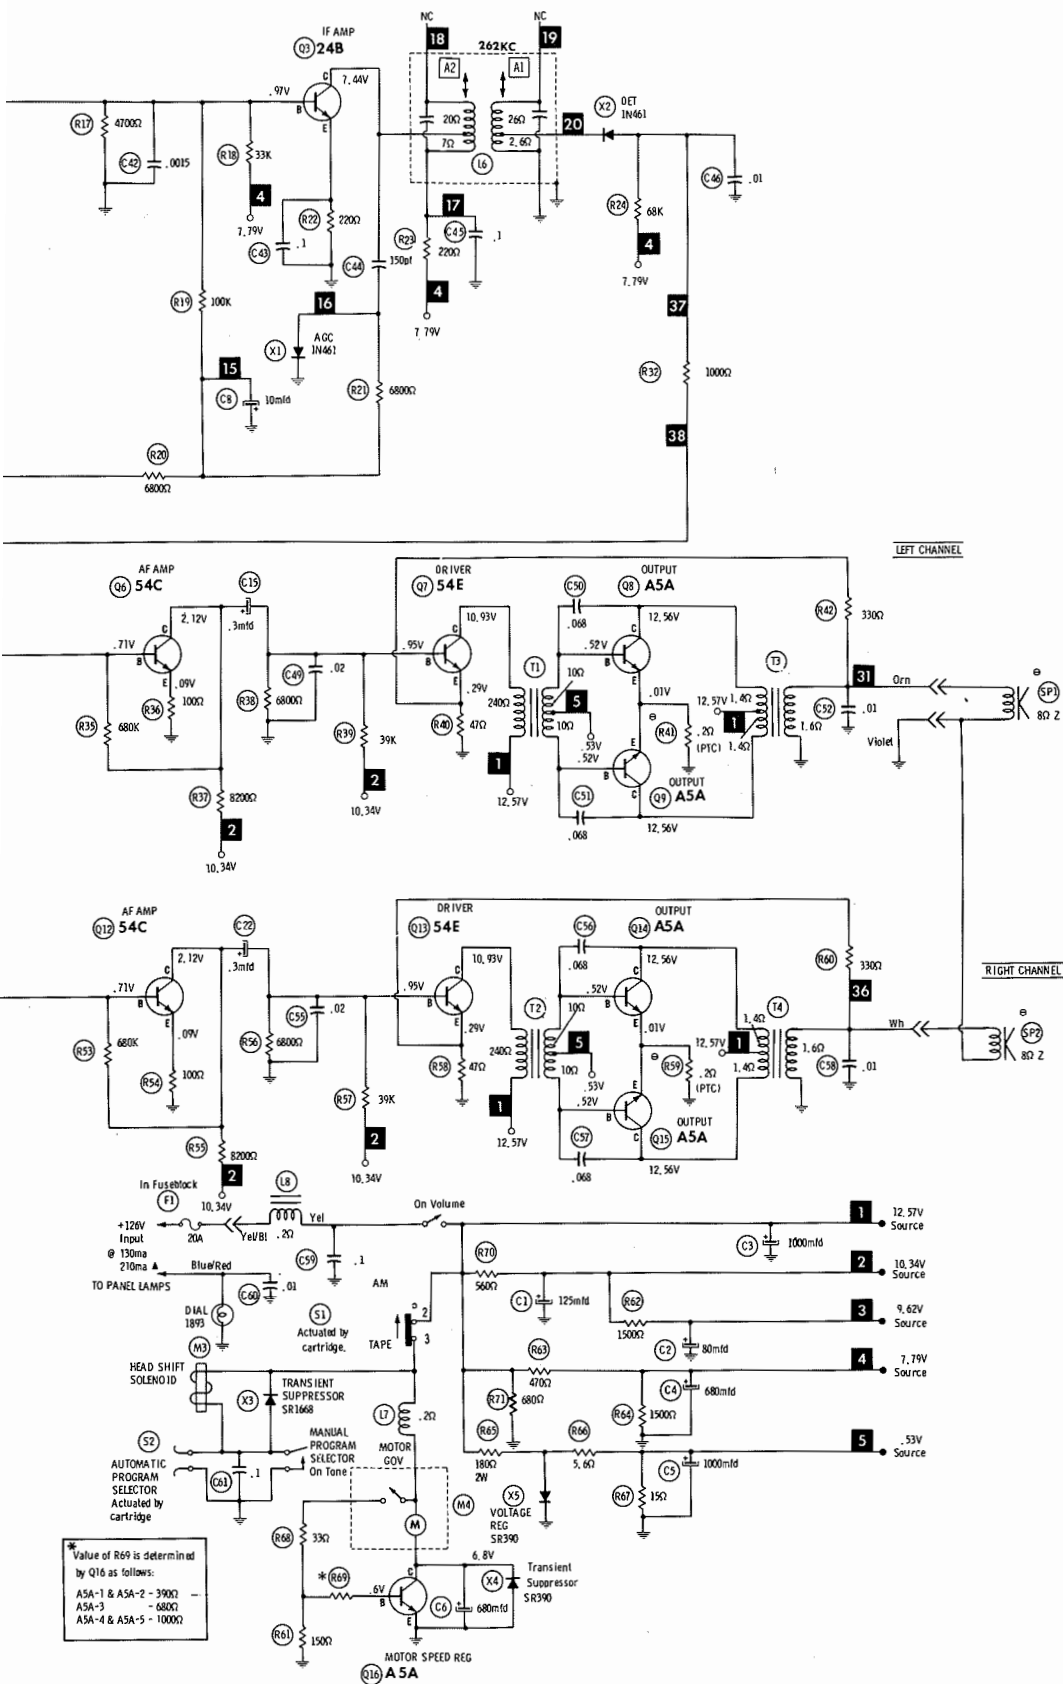 NC
NC
IF AMP
Q3 24B
18
19
262KC
A2
A1
C
7.44V
.97V
B
E
X2
DET
1N461
R17
4700Ω
C42
.0015
R18
33K
20Ω
7Ω
26Ω
2.6Ω
20
L6
C46
.01
4
7.79V
R22
220Ω
C43
.1
17
R23
220Ω
C45
.1
R24
68K
4
7.79V
C44
150pf
4
7.79V
R19
100K
16
X1
AGC
1N461
37
15
C8
10mfd
R21
6800Ω
R32
1000Ω
38
R20
6800Ω
LEFT CHANNEL
AF AMP
Q6 54C
C15
.3mfd
2.12V
DRIVER
Q7 54E
10.93V
C50
.068
OUTPUT
Q8 A5A
12.56V
R42
330Ω
.71V
B
C
E
.09V
R36
100Ω
C49
.02
R38
6800Ω
.95V
B
C
E
.29V
R40
47Ω
T1
240Ω
10Ω
10Ω
5
.53V
.52V
B
C
E
.01V
R41
.2Ω
(PTC)
12.57V
1
1.4Ω
1.4Ω
T3
1.6Ω
31
C52
.01
Orn
Violet
SP1
8Ω Z
R35
680K
R39
39K
2
10.34V
1
12.57V
.52V
B
E
C
OUTPUT
Q9 A5A
C51
.068
12.56V
R37
8200Ω
2
10.34V
AF AMP
Q12 54C
C22
.3mfd
2.12V
DRIVER
Q13 54E
10.93V
C56
.068
OUTPUT
Q14 A5A
12.56V
R60
330Ω
36
RIGHT CHANNEL
.71V
B
C
E
.09V
R53
680K
R54
100Ω
C55
.02
R56
6800Ω
.95V
B
C
E
.29V
R58
47Ω
T2
240Ω
10Ω
10Ω
5
.53V
.52V
B
C
E
.01V
R59
.2Ω
(PTC)
12.57V
1
1.4Ω
1.4Ω
T4
1.6Ω
Wh
C58
.01
SP2
8Ω Z
R57
39K
2
10.34V
1
12.57V
.52V
B
E
C
OUTPUT
Q15 A5A
C57
.068
12.56V
R55
8200Ω
2
10.34V
In Fuseblock
F1
+126V
Input
@ 130ma
210ma
20A
Yel/Bl
L8
.2Ω
Yel
On Volume
C59
.1
1
12.57V
Source
C3
1000mfd
TO PANEL LAMPS
Blue/Red
C60
.01
DIAL
1893
AM
S1
Actuated by
cartridge.
TAPE
2
3
R70
560Ω
C1
125mfd
2
10.34V
Source
R62
1500Ω
3
9.62V
Source
C2
80mfd
M3
HEAD SHIFT
SOLENOID
X3
TRANSIENT
SUPPRESSOR
SR1668
R63
470Ω
4
7.79V
Source
R71
680Ω
R64
1500Ω
C4
680mfd
L7
.2Ω
S2
AUTOMATIC
PROGRAM
SELECTOR
Actuated by
cartridge
C61
.1
MANUAL
PROGRAM
SELECTOR
On Tone
MOTOR
GOV
M4
M
R65
180Ω
2W
R66
5.6Ω
5
.53V
Source
X5
VOLTAGE
REG
SR390
R67
15Ω
C5
1000mfd
R68
33Ω
*R69
.6V
B
C
E
6.8V
C6
680mfd
X4
Transient
Suppressor
SR390
R61
150Ω
MOTOR SPEED REG
Q16 A5A
* Value of R69 is determined
by Q16 as follows:
A5A-1 & A5A-2 - 390Ω
A5A-3 - 680Ω
A5A-4 & A5A-5 - 1000Ω